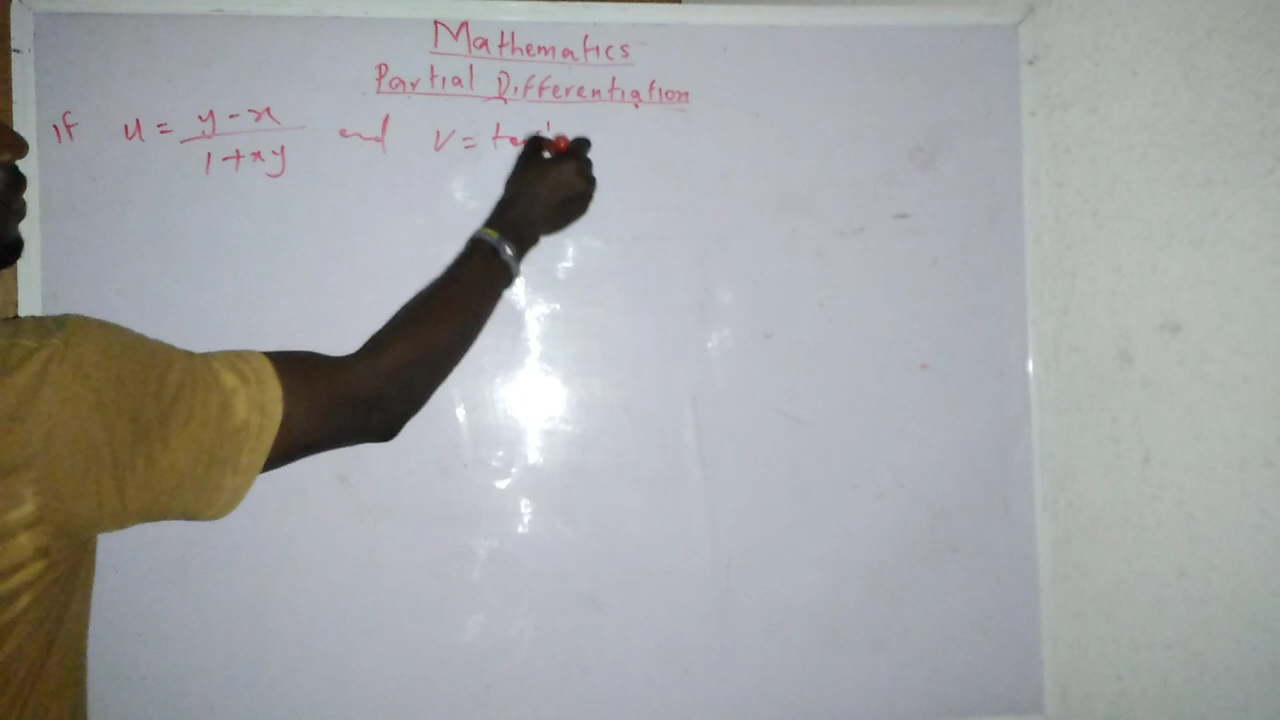 Mathematics
Partial Differentiation
If u = y - x / 1 + xy and v =